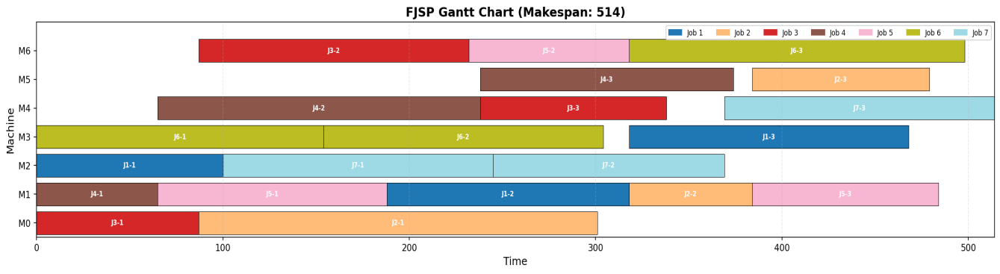 FJSP Gantt Chart (Makespan: 514)
Job 1 Job 2 Job 3 Job 4 Job 5 Job 6 Job 7
M6 J3-2 J5-2 J6-3
M5 J4-3 J2-3
M4 J4-2 J3-3 J7-3
M3 J6-1 J6-2 J1-3
M2 J1-1 J7-1 J7-2
M1 J4-1 J5-1 J1-2 J2-2 J5-3
M0 J3-1 J2-1
Machine
0 100 200 300 400 500
Time